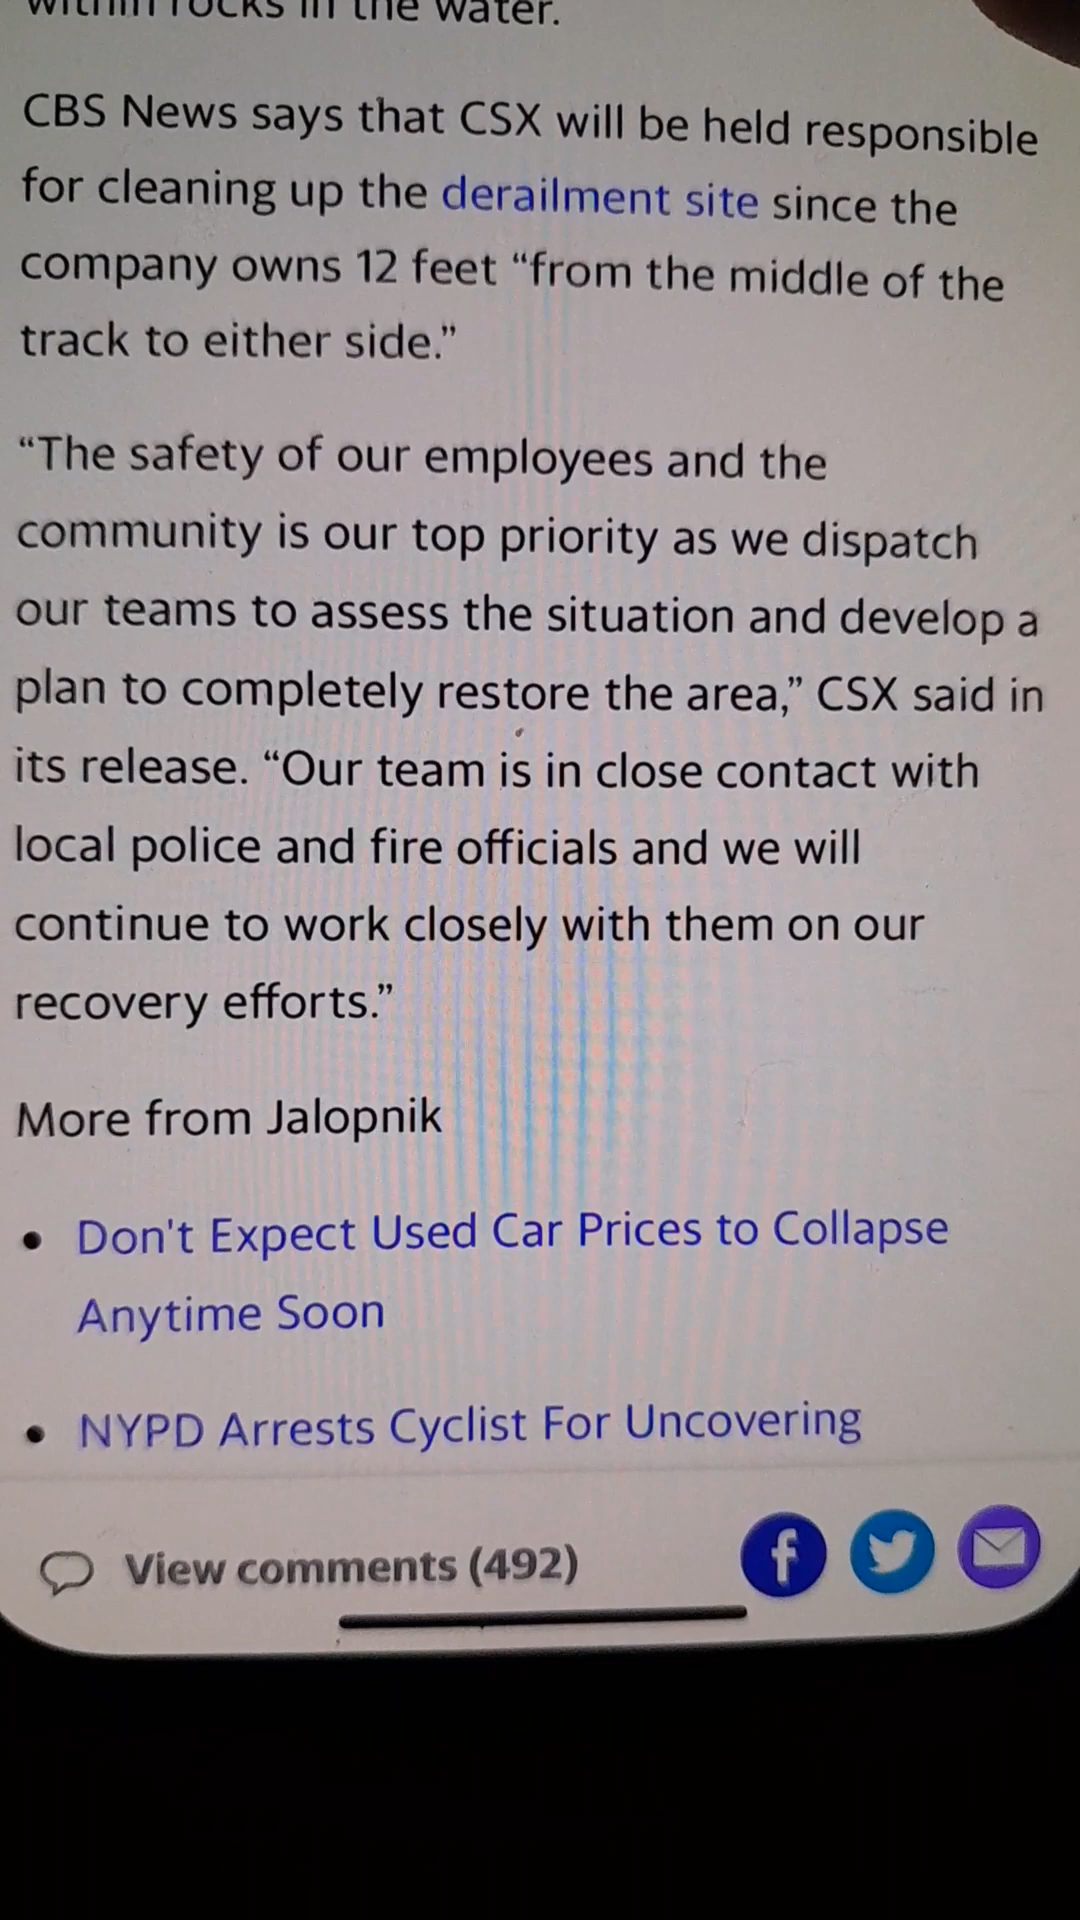 within rocks in the water.
CBS News says that CSX will be held responsible
for cleaning up the derailment site since the
company owns 12 feet “from the middle of the
track to either side.”
“The safety of our employees and the
community is our top priority as we dispatch
our teams to assess the situation and develop a
plan to completely restore the area,” CSX said in
its release. “Our team is in close contact with
local police and fire officials and we will
continue to work closely with them on our
recovery efforts.”
More from Jalopnik
• Don't Expect Used Car Prices to Collapse
Anytime Soon
• NYPD Arrests Cyclist For Uncovering
View comments (492)